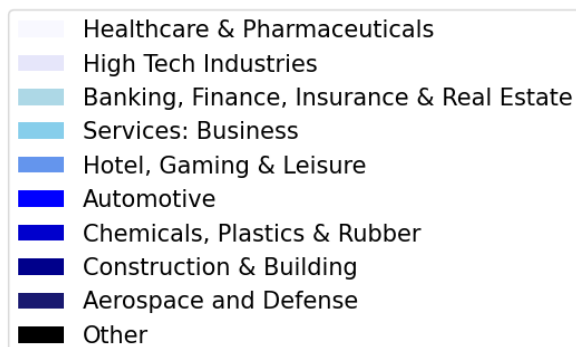 Healthcare & Pharmaceuticals
High Tech Industries
Banking, Finance, Insurance & Real Estate
Services: Business
Hotel, Gaming & Leisure
Automotive
Chemicals, Plastics & Rubber
Construction & Building
Aerospace and Defense
Other